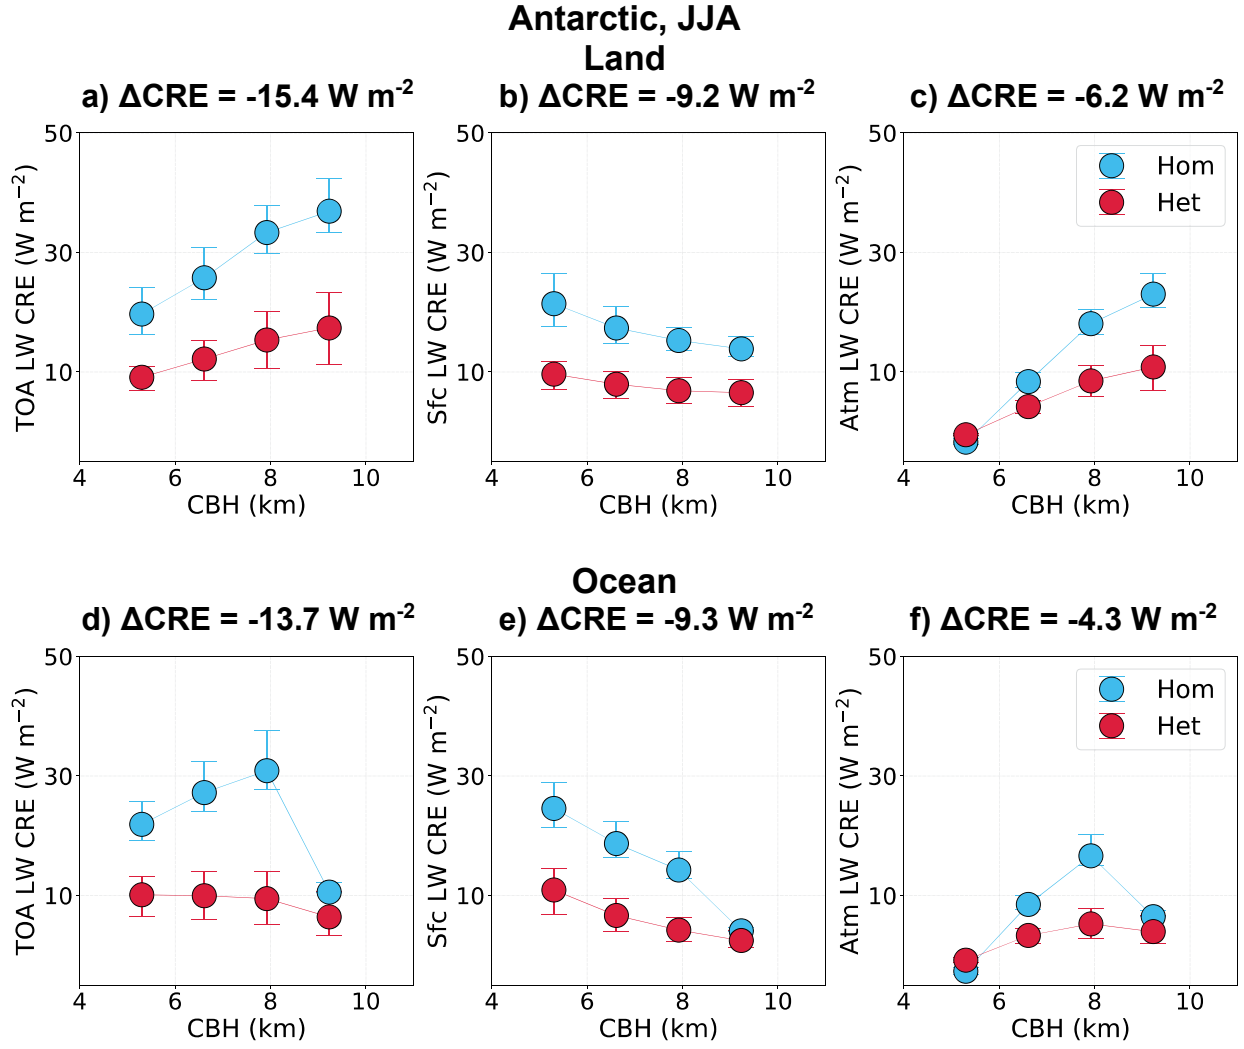 Antarctic, JJA
Land
a) ΔCRE = -15.4 W m⁻²
b) ΔCRE = -9.2 W m⁻²
c) ΔCRE = -6.2 W m⁻²
TOA LW CRE (W m⁻²)
50
30
10
4 6 8 10
CBH (km)
Sfc LW CRE (W m⁻²)
4 6 8 10
CBH (km)
Atm LW CRE (W m⁻²)
50
30
10
4 6 8 10
CBH (km)
Hom
Het
Ocean
d) ΔCRE = -13.7 W m⁻²
e) ΔCRE = -9.3 W m⁻²
f) ΔCRE = -4.3 W m⁻²
TOA LW CRE (W m⁻²)
50
30
10
4 6 8 10
CBH (km)
Sfc LW CRE (W m⁻²)
50
30
10
4 6 8 10
CBH (km)
Atm LW CRE (W m⁻²)
50
30
10
4 6 8 10
CBH (km)
Hom
Het